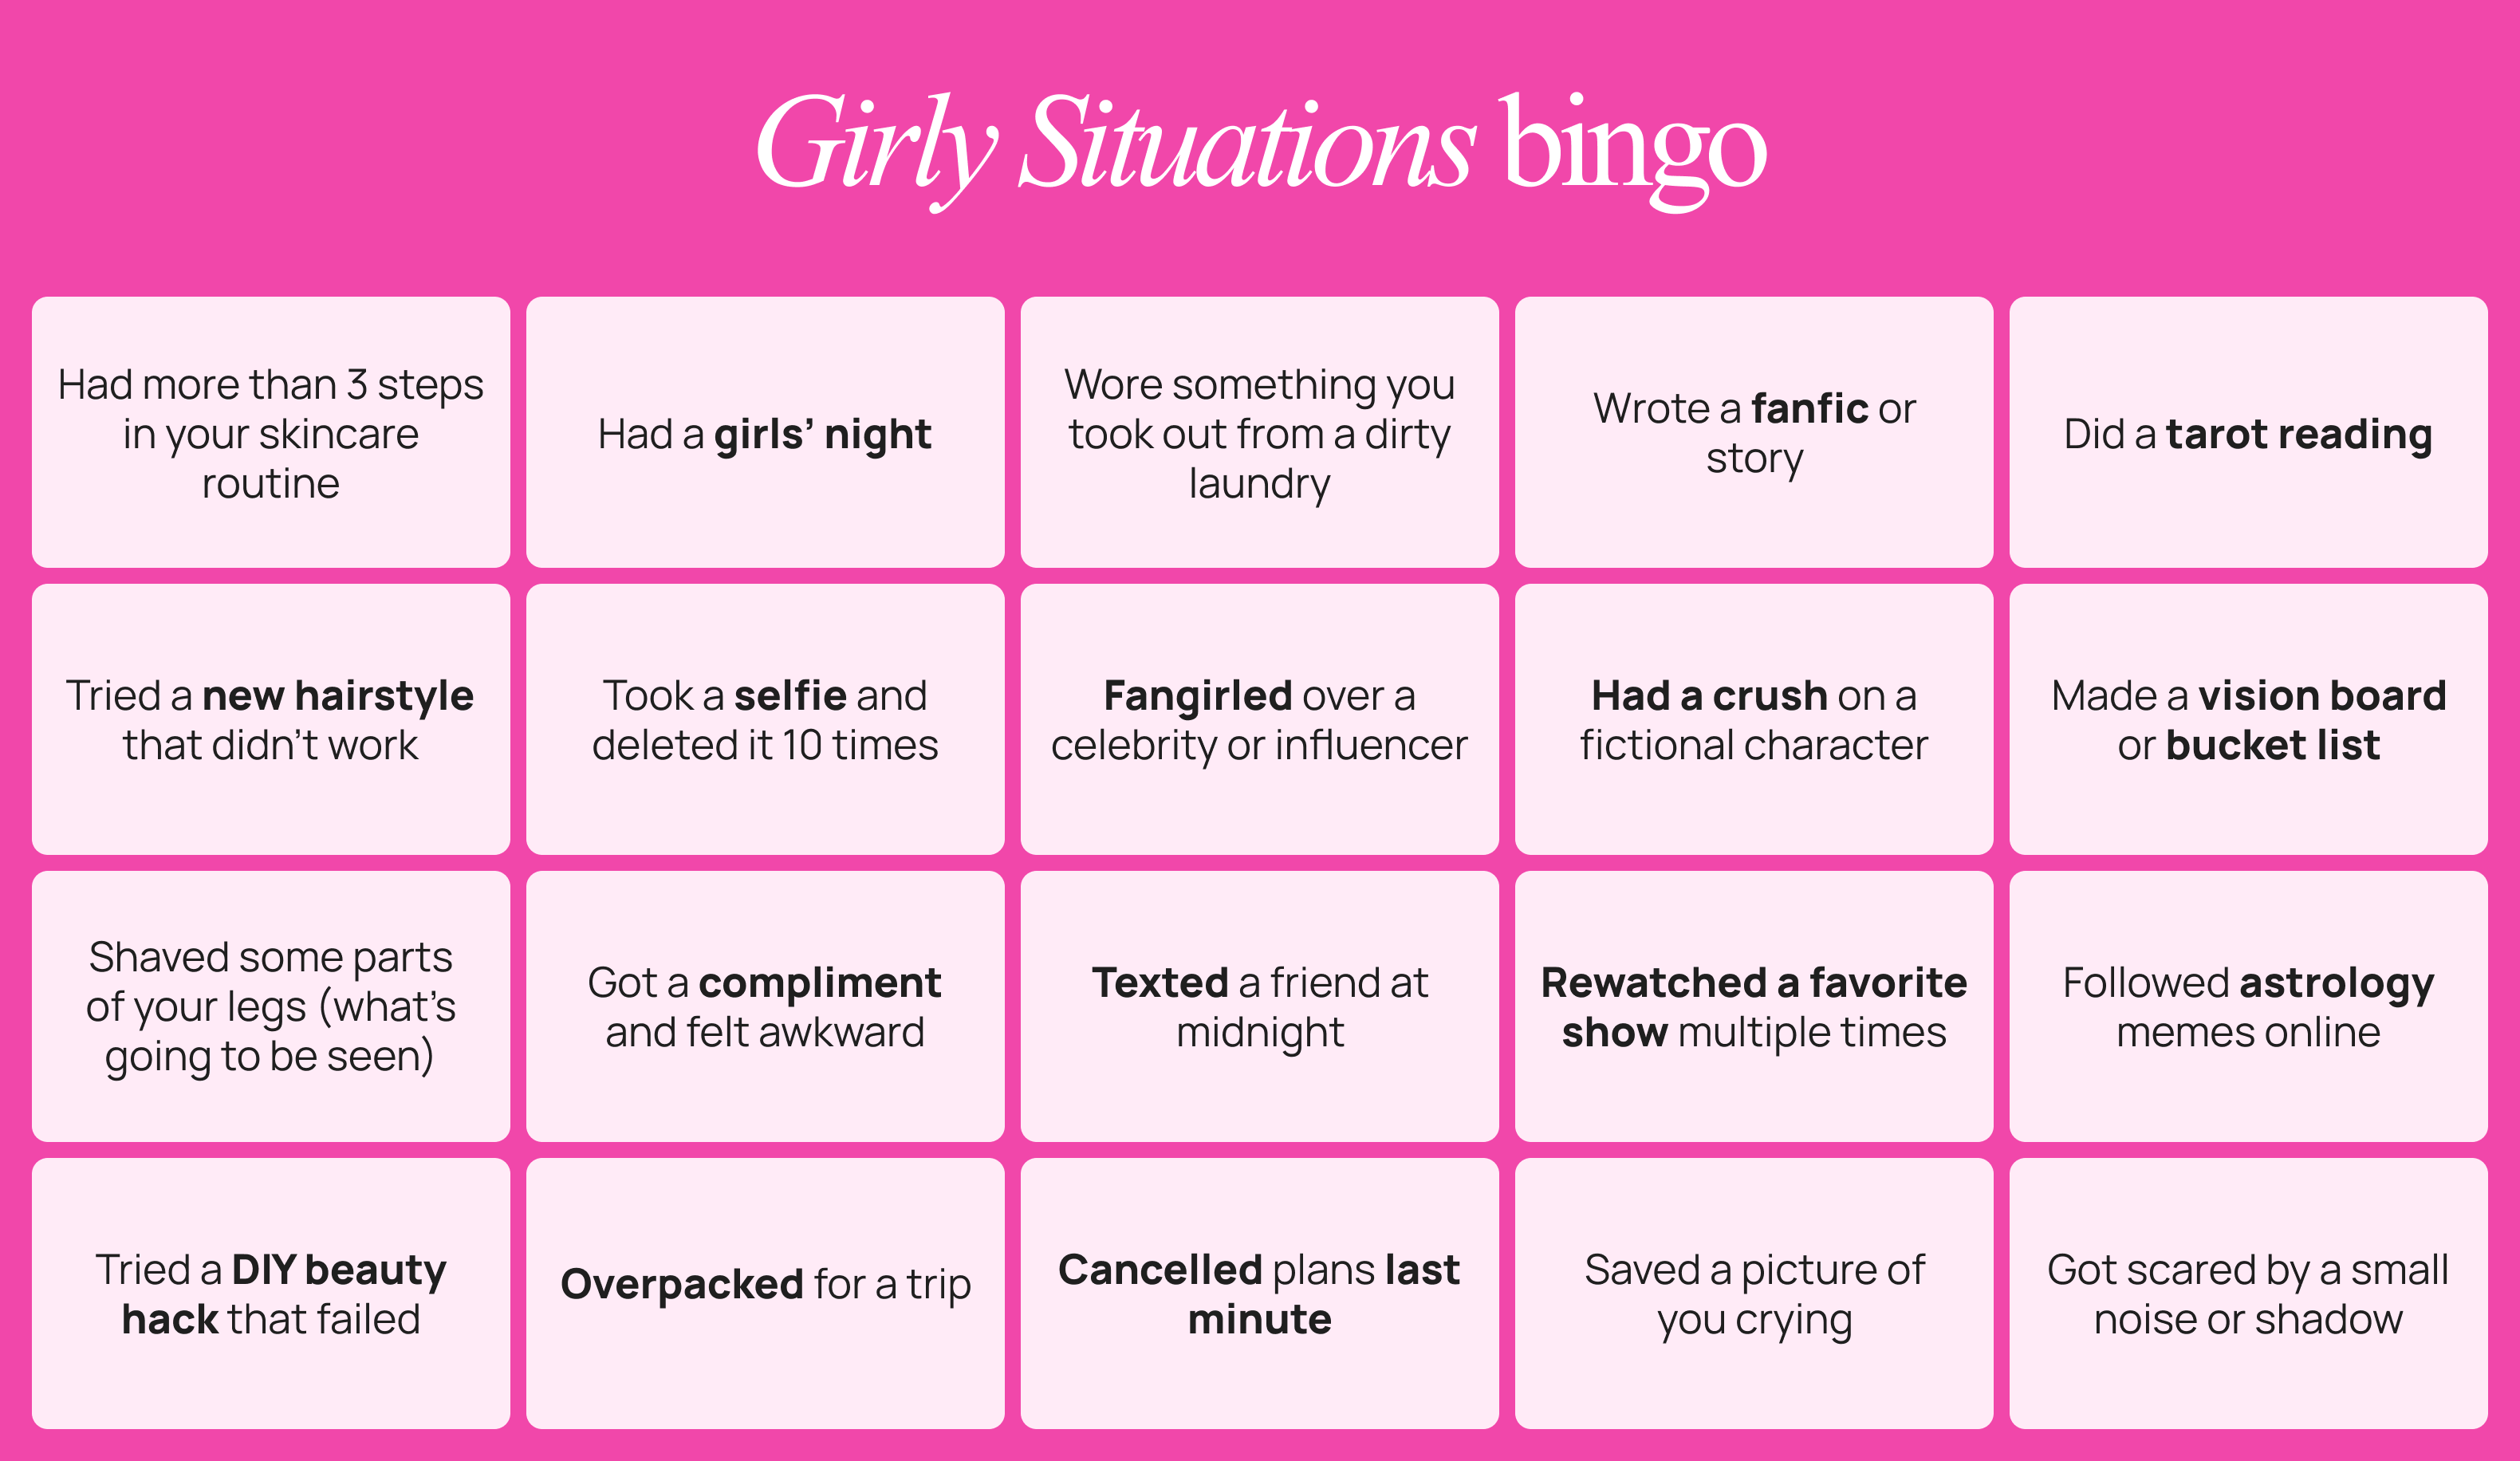 Girly Situations bingo
Had more than 3 steps
in your skincare
routine
Had a girls’ night
Wore something you
took out from a dirty
laundry
Wrote a fanfic or
story
Did a tarot reading
Tried a new hairstyle
that didn’t work
Took a selfie and
deleted it 10 times
Fangirled over a
celebrity or influencer
Had a crush on a
fictional character
Made a vision board
or bucket list
Shaved some parts
of your legs (what’s
going to be seen)
Got a compliment
and felt awkward
Texted a friend at
midnight
Rewatched a favorite
show multiple times
Followed astrology
memes online
Tried a DIY beauty
hack that failed
Overpacked for a trip
Cancelled plans last
minute
Saved a picture of
you crying
Got scared by a small
noise or shadow